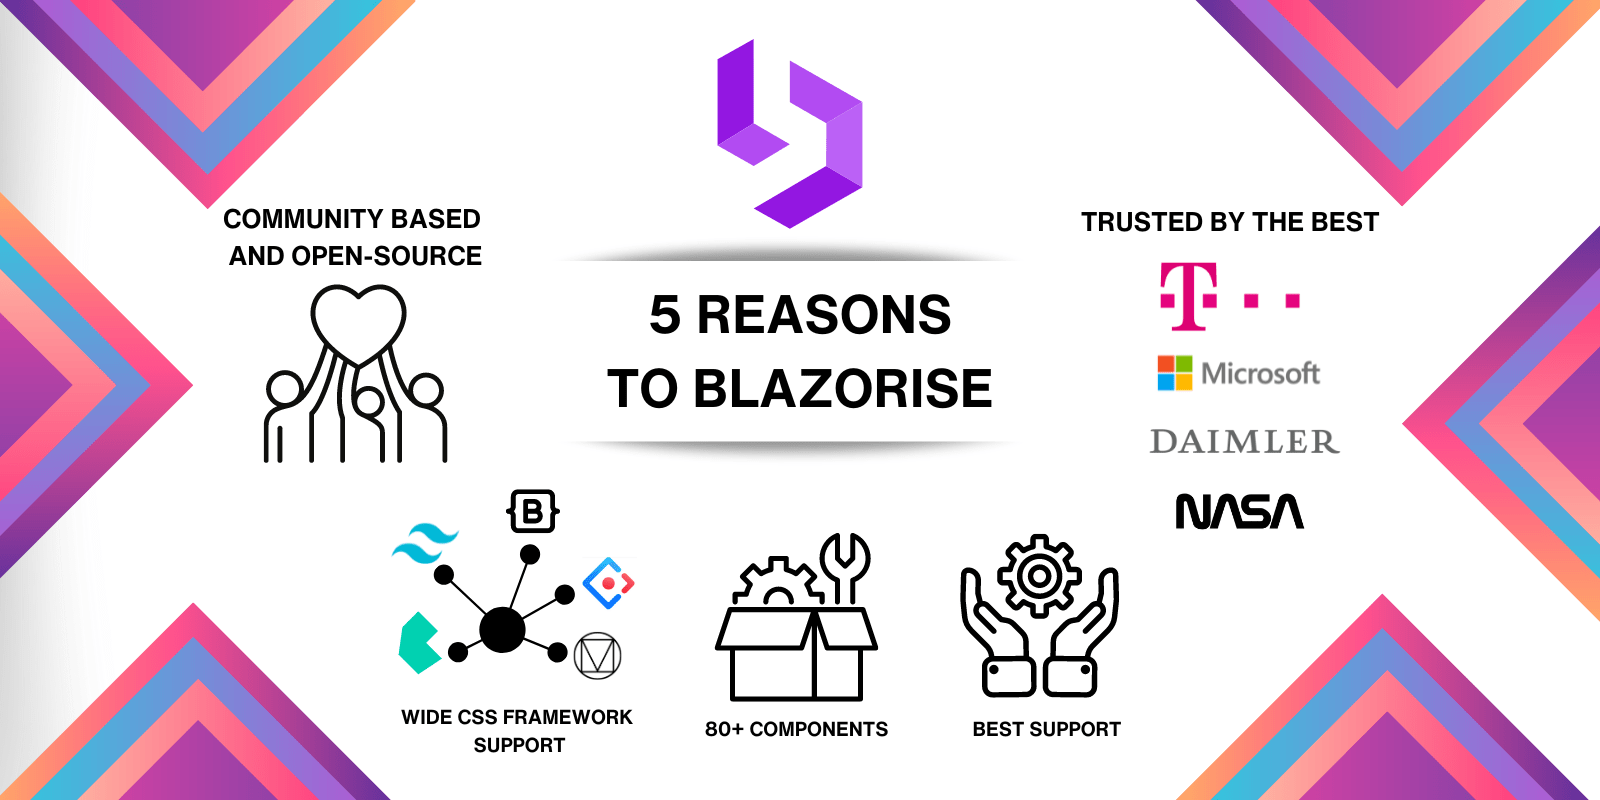 COMMUNITY BASED
AND OPEN-SOURCE
5 REASONS
TO BLAZORISE
TRUSTED BY THE BEST
T
Microsoft
DAIMLER
NASA
B
M
WIDE CSS FRAMEWORK
SUPPORT
80+ COMPONENTS
BEST SUPPORT